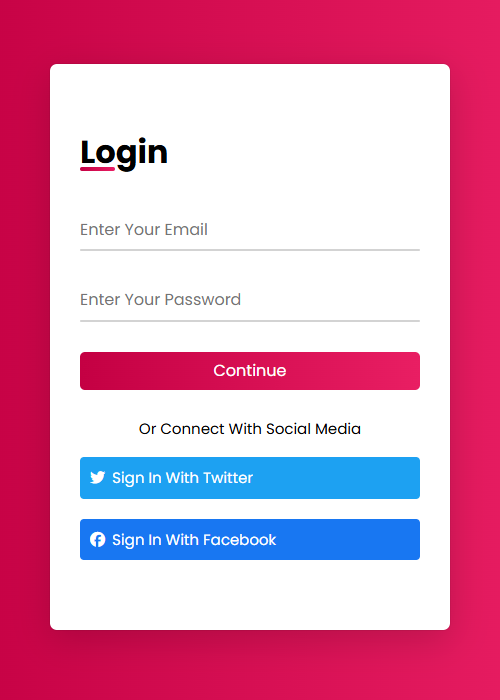 Login
Enter Your Email
Enter Your Password
Continue
Or Connect With Social Media
Sign In With Twitter
Sign In With Facebook